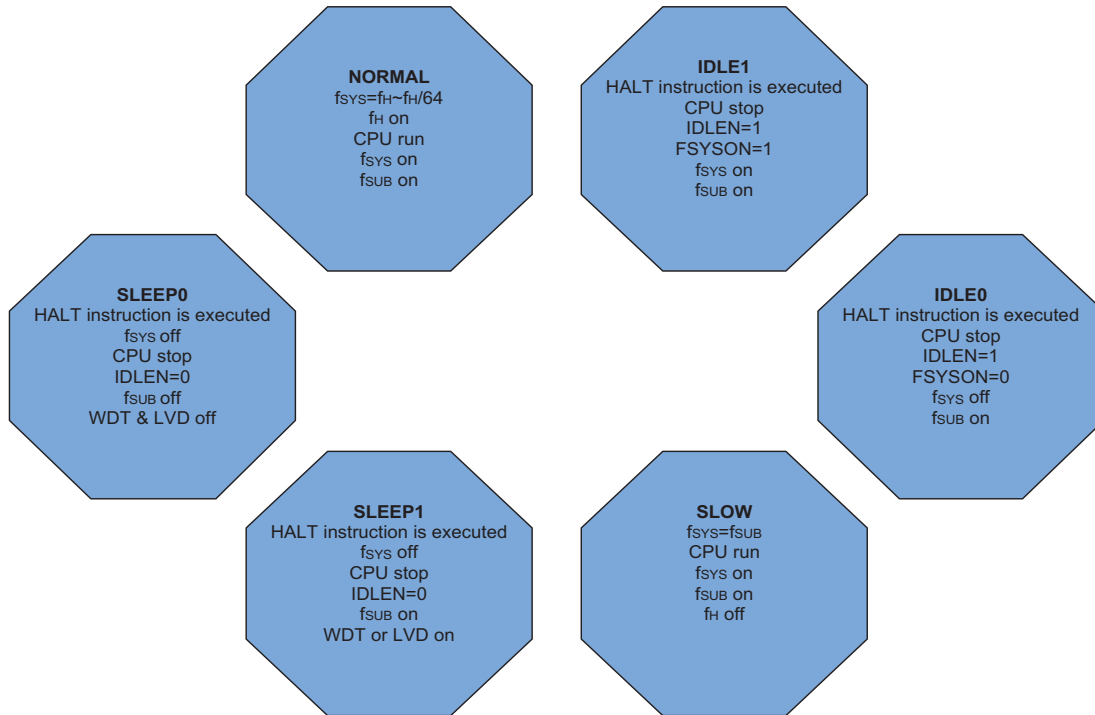 NORMAL
fSYS=fH~fH/64
fH on
CPU run
fSYS on
fSUB on
IDLE1
HALT instruction is executed
CPU stop
IDLEN=1
FSYSON=1
fSYS on
fSUB on
SLEEP0
HALT instruction is executed
fSYS off
CPU stop
IDLEN=0
fSUB off
WDT & LVD off
IDLE0
HALT instruction is executed
CPU stop
IDLEN=1
FSYSON=0
fSYS off
fSUB on
SLEEP1
HALT instruction is executed
fSYS off
CPU stop
IDLEN=0
fSUB on
WDT or LVD on
SLOW
fSYS=fSUB
CPU run
fSYS on
fSUB on
fH off